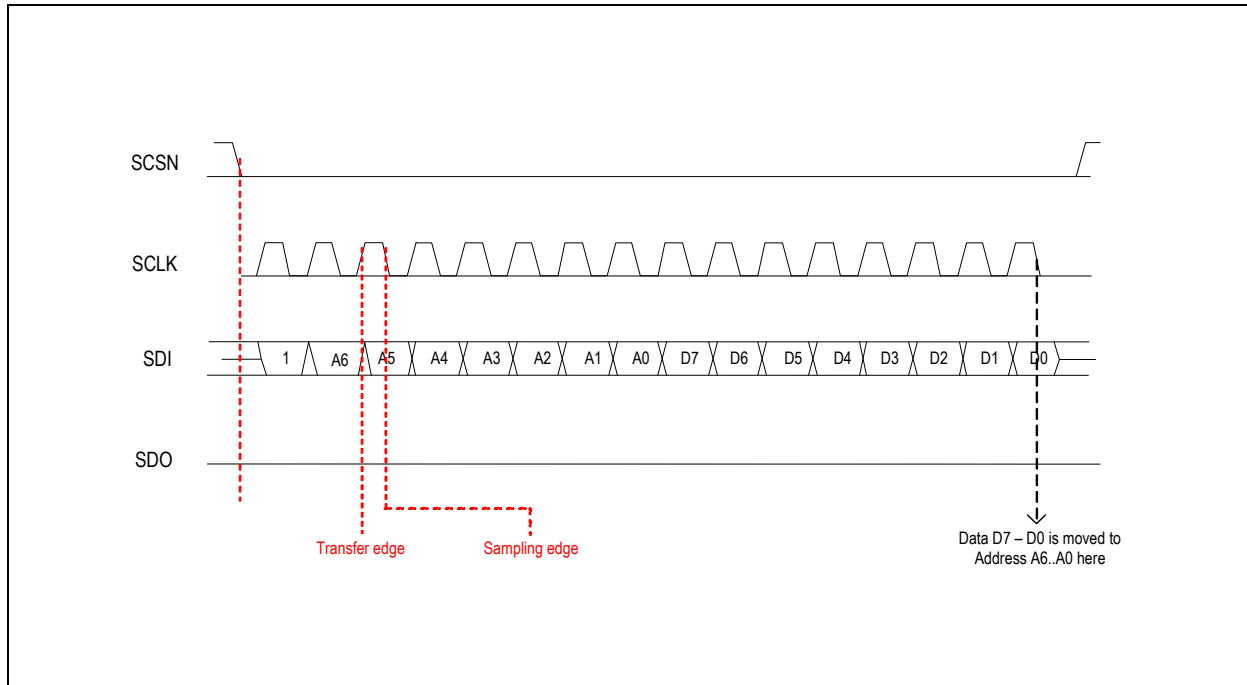 SCSN
SCLK
SDI 1 A6 A5 A4 A3 A2 A1 A0 D7 D6 D5 D4 D3 D2 D1 D0
SDO
Transfer edge Sampling edge
Data D7 – D0 is moved to
Address A6..A0 here